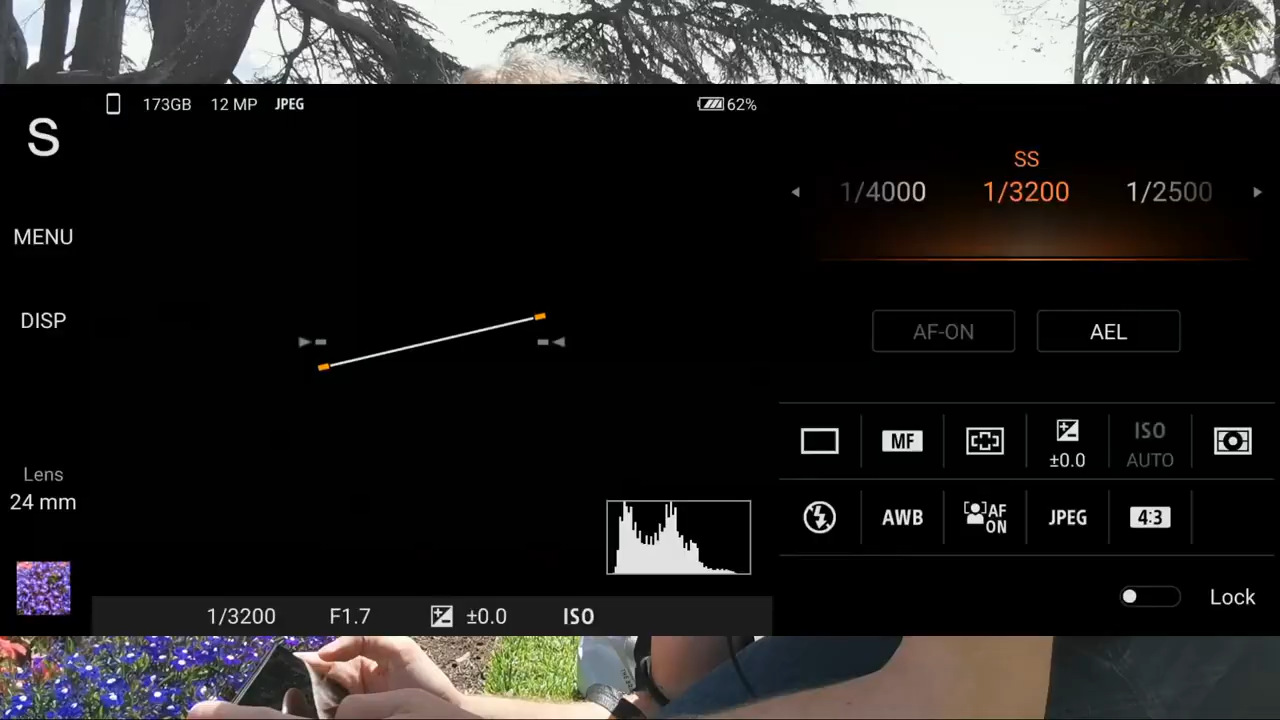 173GB 12 MP JPEG 62%
S
SS
1/4000 1/3200 1/2500
MENU
DISP
AF-ON AEL
MF ±0.0 ISO AUTO
Lens
24 mm
AWB AF ON JPEG 4:3
1/3200 F1.7 ±0.0 ISO
Lock